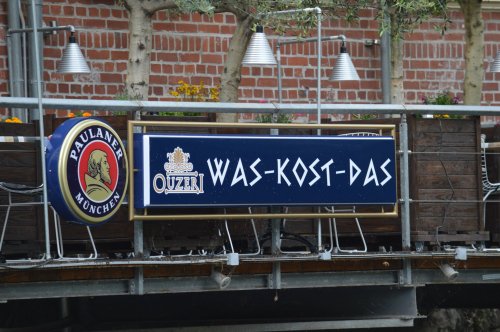 PAULANER
MÜNCHEN
OUZERI
WAS-KOST-DAS